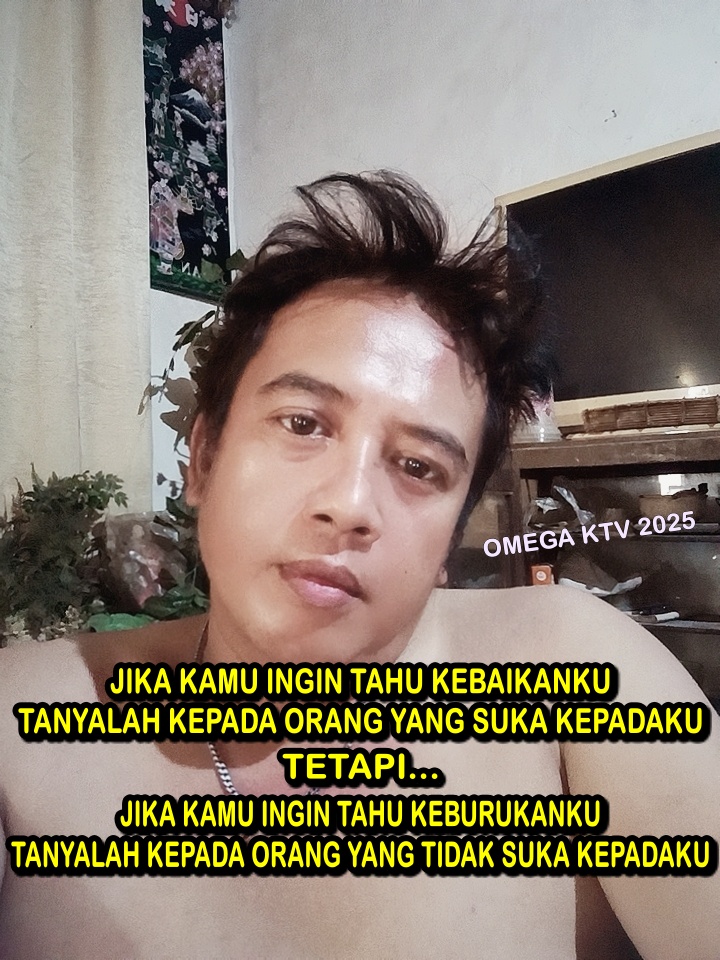 OMEGA KTV 2025
JIKA KAMU INGIN TAHU KEBAIKANKU
TANYALAH KEPADA ORANG YANG SUKA KEPADAKU
TETAPI...
JIKA KAMU INGIN TAHU KEBURUKANKU
TANYALAH KEPADA ORANG YANG TIDAK SUKA KEPADAKU